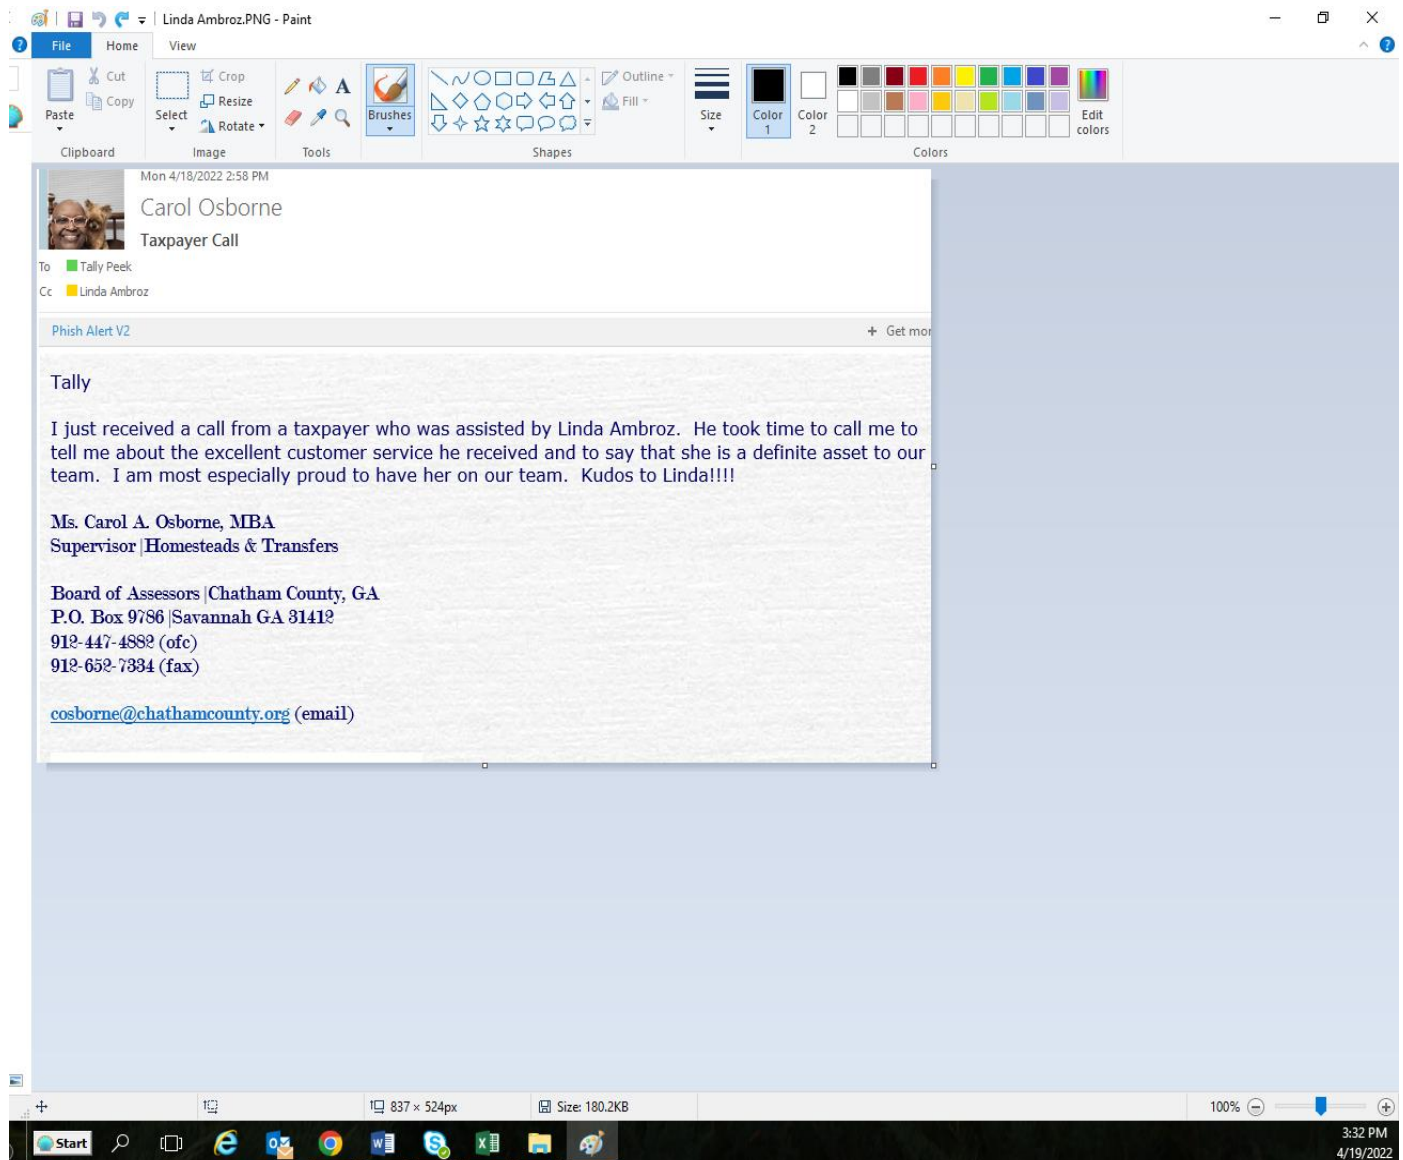 Linda Ambroz.PNG - Paint
File Home View
Cut
Copy
Paste
Clipboard
Select
Crop
Resize
Rotate
Image
A
Tools
Brushes
Outline
Fill
Shapes
Size
Color 1
Color 2
Edit colors
Colors
Mon 4/18/2022 2:58 PM
Carol Osborne
Taxpayer Call
To Tally Peek
Cc Linda Ambroz
Phish Alert V2 + Get mor
Tally
I just received a call from a taxpayer who was assisted by Linda Ambroz. He took time to call me to
tell me about the excellent customer service he received and to say that she is a definite asset to our
team. I am most especially proud to have her on our team. Kudos to Linda!!!!
Ms. Carol A. Osborne, MBA
Supervisor |Homesteads & Transfers
Board of Assessors |Chatham County, GA
P.O. Box 9786 |Savannah GA 31412
912-447-4882 (ofc)
912-652-7334 (fax)
cosborne@chathamcounty.org (email)
837 × 524px Size: 180.2KB 100%
Start
3:32 PM
4/19/2022